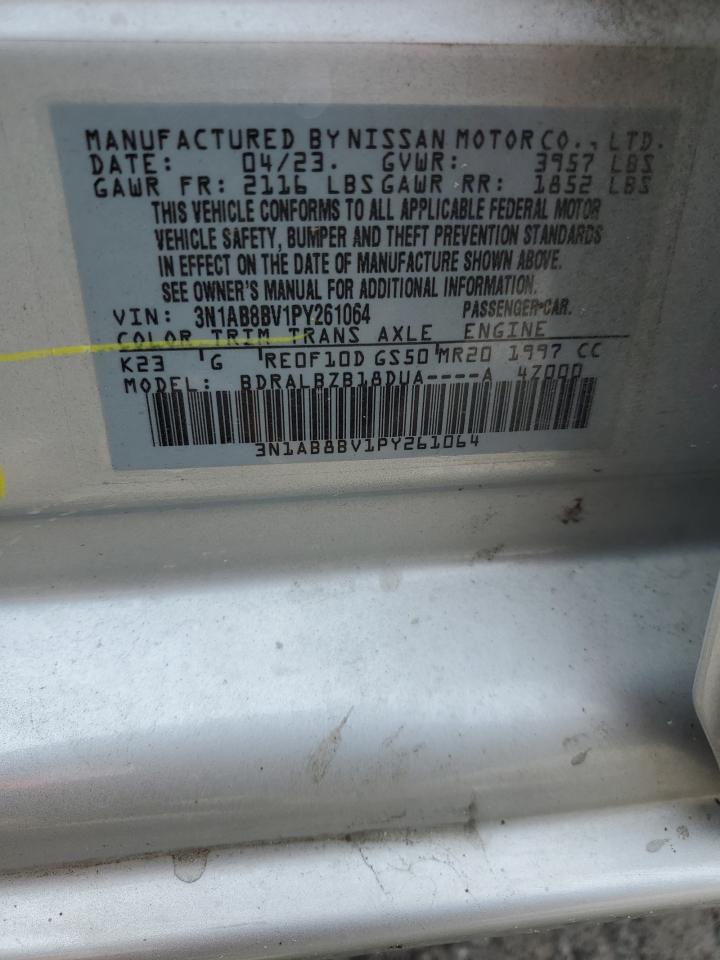 MANUFACTURED BY NISSAN MOTOR CO., LTD.
DATE: 04/23. GVWR: 3957 LBS
GAWR FR: 2116 LBS GAWR RR: 1852 LBS
THIS VEHICLE CONFORMS TO ALL APPLICABLE FEDERAL MOTOR
VEHICLE SAFETY, BUMPER AND THEFT PREVENTION STANDARDS
IN EFFECT ON THE DATE OF MANUFACTURE SHOWN ABOVE.
SEE OWNER'S MANUAL FOR ADDITIONAL INFORMATION.
VIN: 3N1AB8BV1PY261064 PASSENGER-CAR.
COLOR TRIM TRANS AXLE ENGINE
K23 G RE0F10D GS50 MR20 1997 CC
MODEL: BDRALBZB18DUA----A 4Z000
3N1AB8BV1PY261064